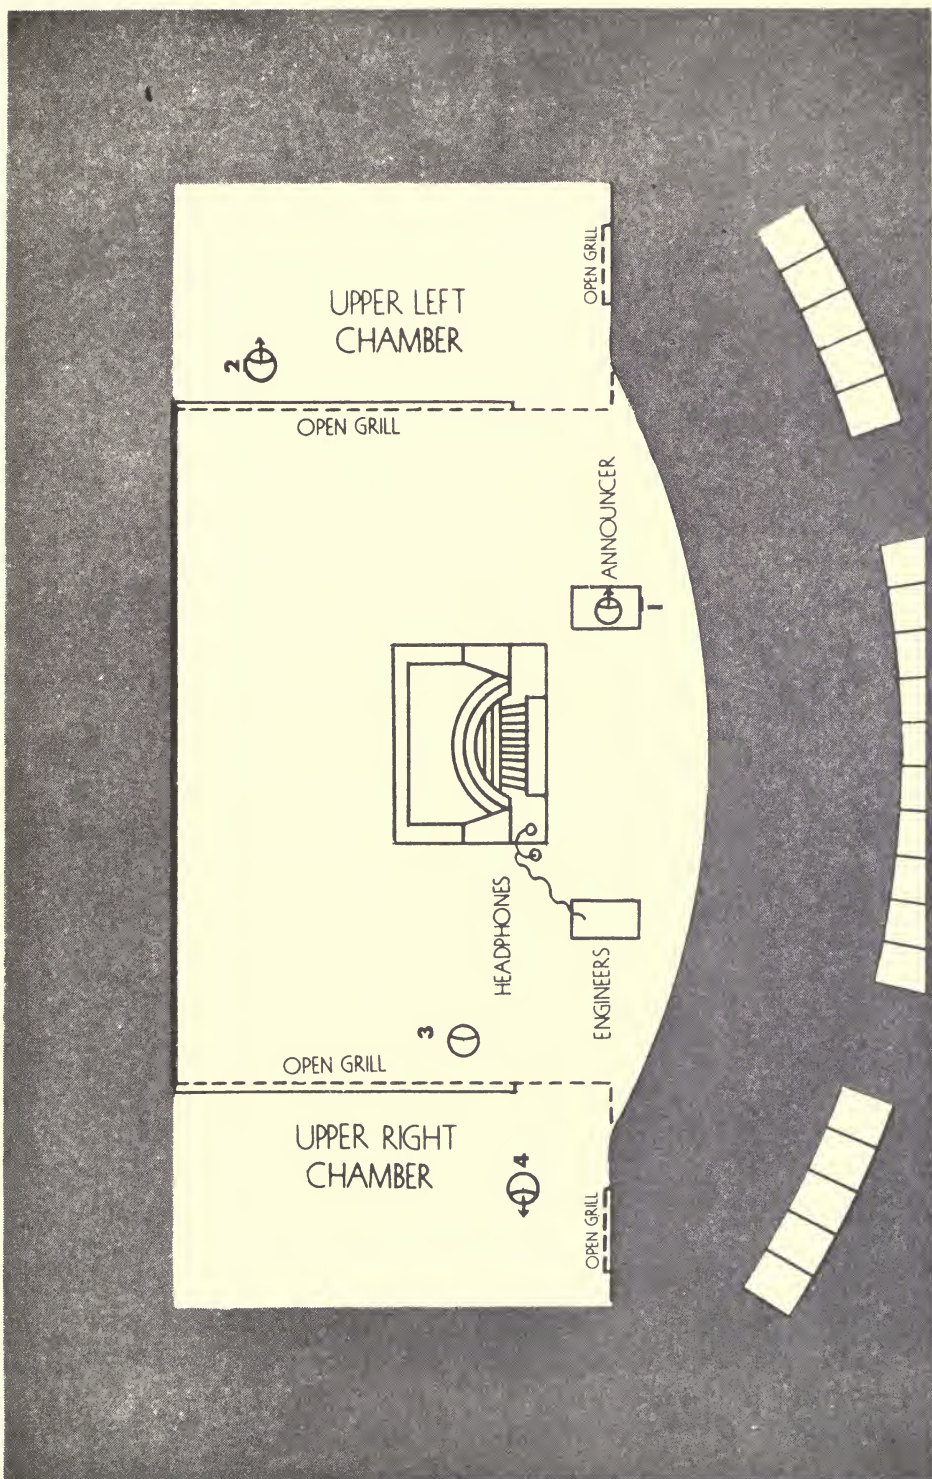 OPEN GRILL
UPPER LEFT
CHAMBER
2
OPEN GRILL
ANNOUNCER
1
HEADPHONES
ENGINEERS
3
OPEN GRILL
UPPER RIGHT
CHAMBER
4
OPEN GRILL